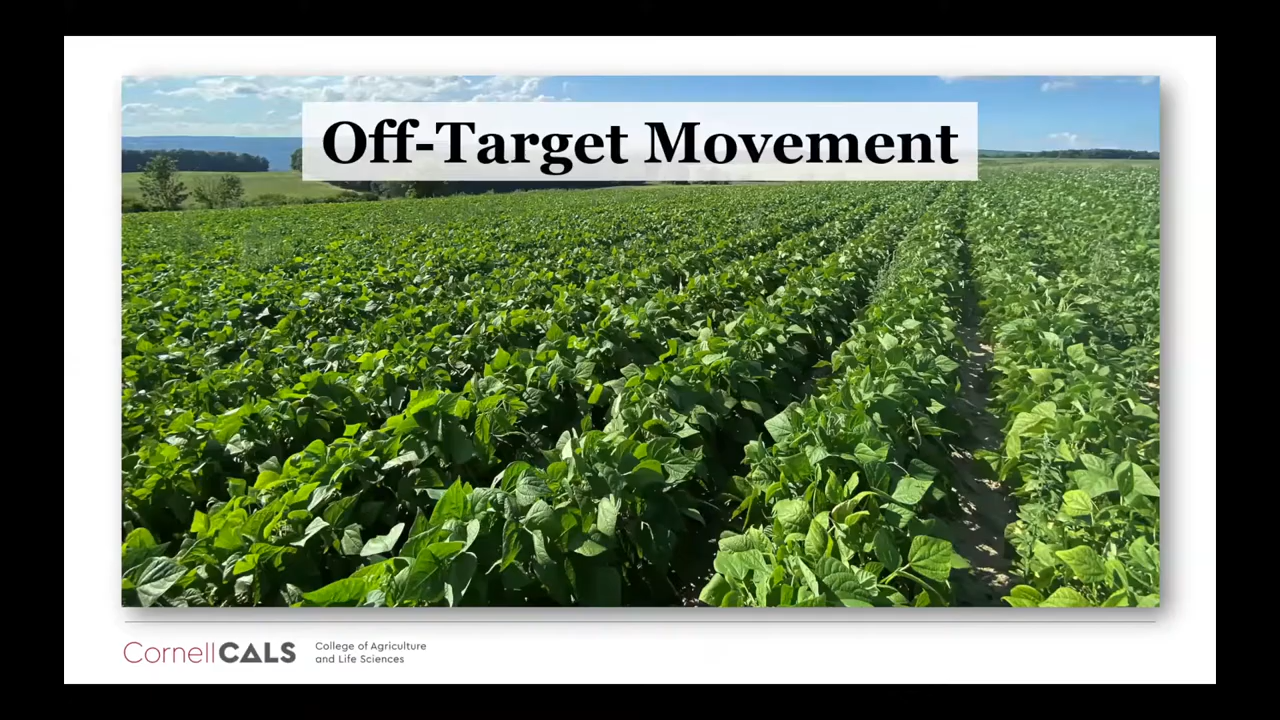 Off-Target Movement
CornellCALS
College of Agriculture
and Life Sciences